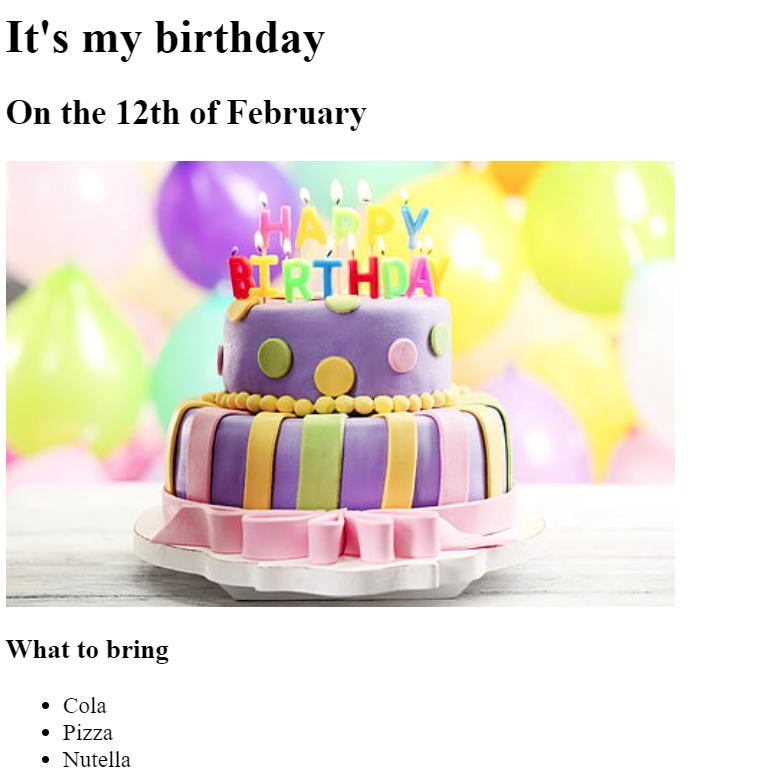 It's my birthday
On the 12th of February
HAPPY
BIRTHDAY
What to bring
Cola
Pizza
Nutella